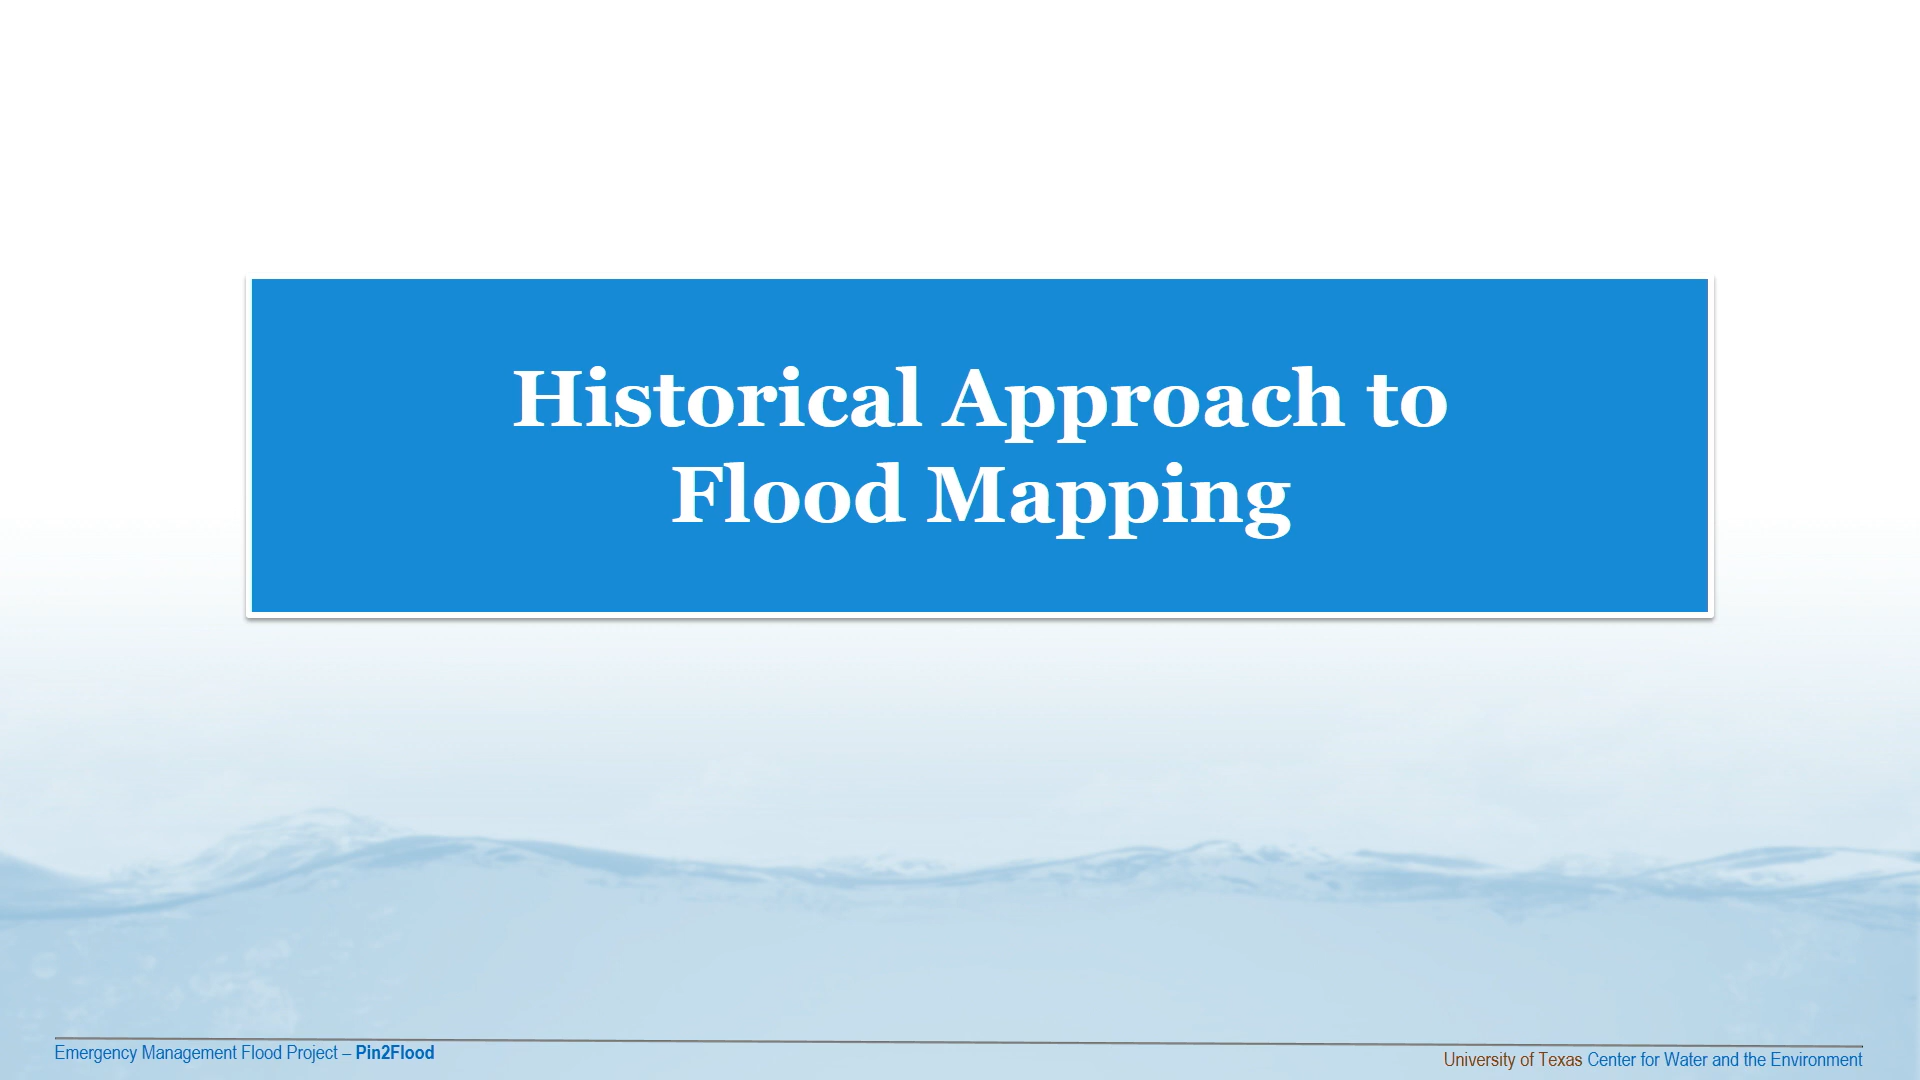 Historical Approach to
Flood Mapping
Emergency Management Flood Project – Pin2Flood
University of Texas Center for Water and the Environment